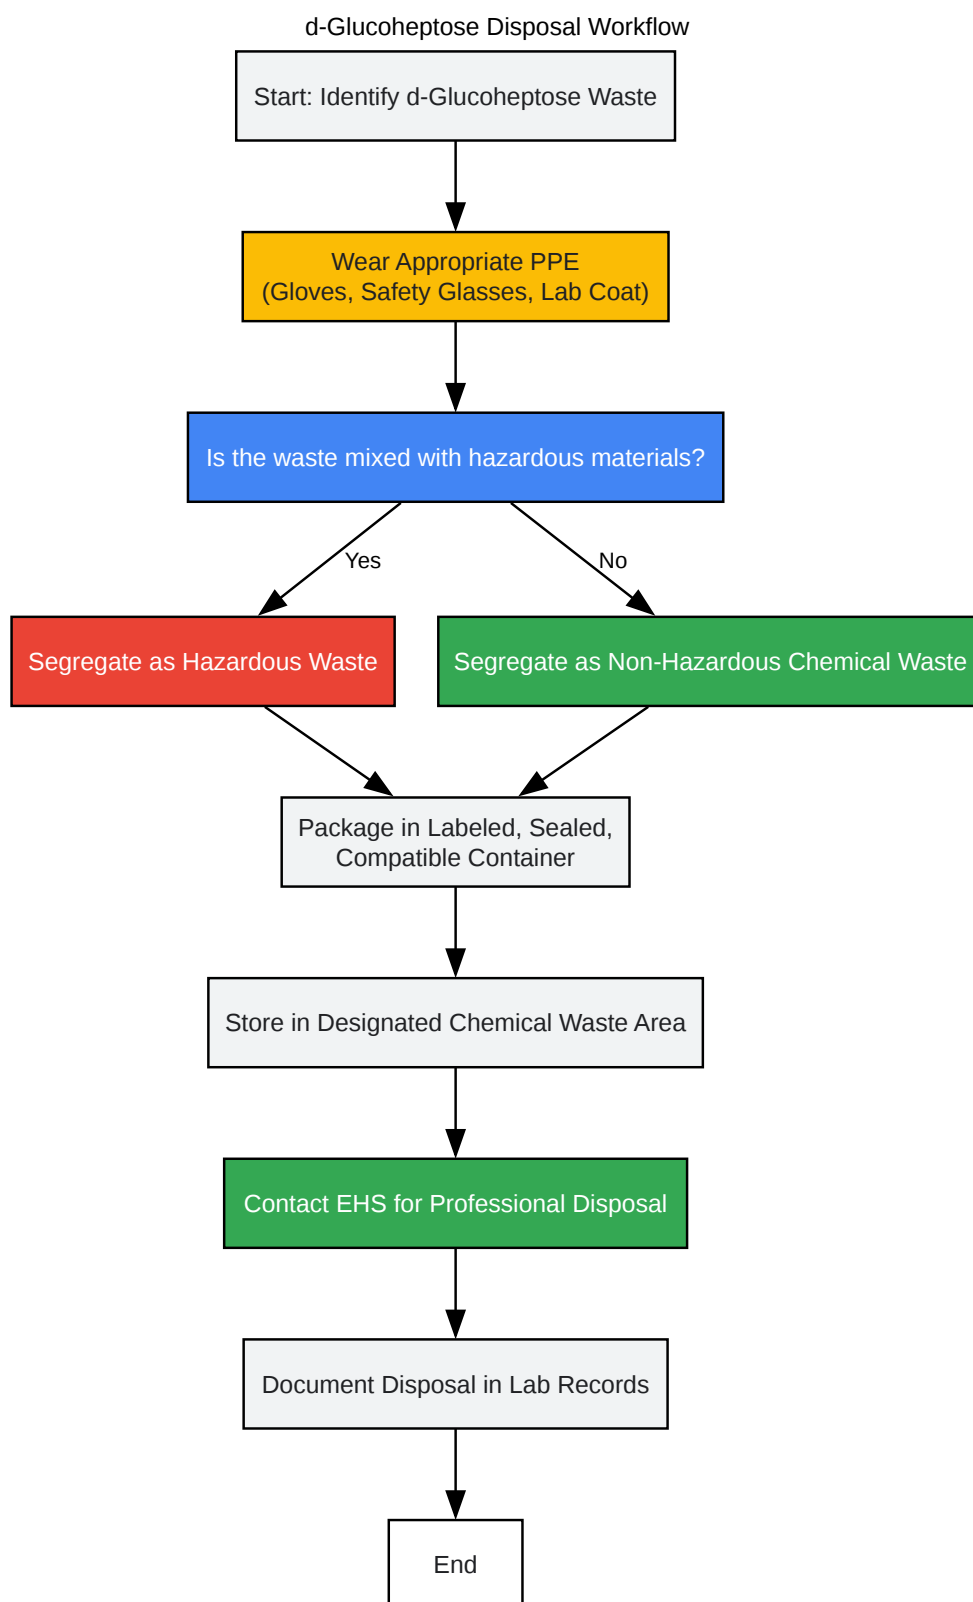 d-Glucoheptose Disposal Workflow
Start: Identify d-Glucoheptose Waste
Wear Appropriate PPE
(Gloves, Safety Glasses, Lab Coat)
Is the waste mixed with hazardous materials?
Yes
No
Segregate as Hazardous Waste
Segregate as Non-Hazardous Chemical Waste
Package in Labeled, Sealed,
Compatible Container
Store in Designated Chemical Waste Area
Contact EHS for Professional Disposal
Document Disposal in Lab Records
End